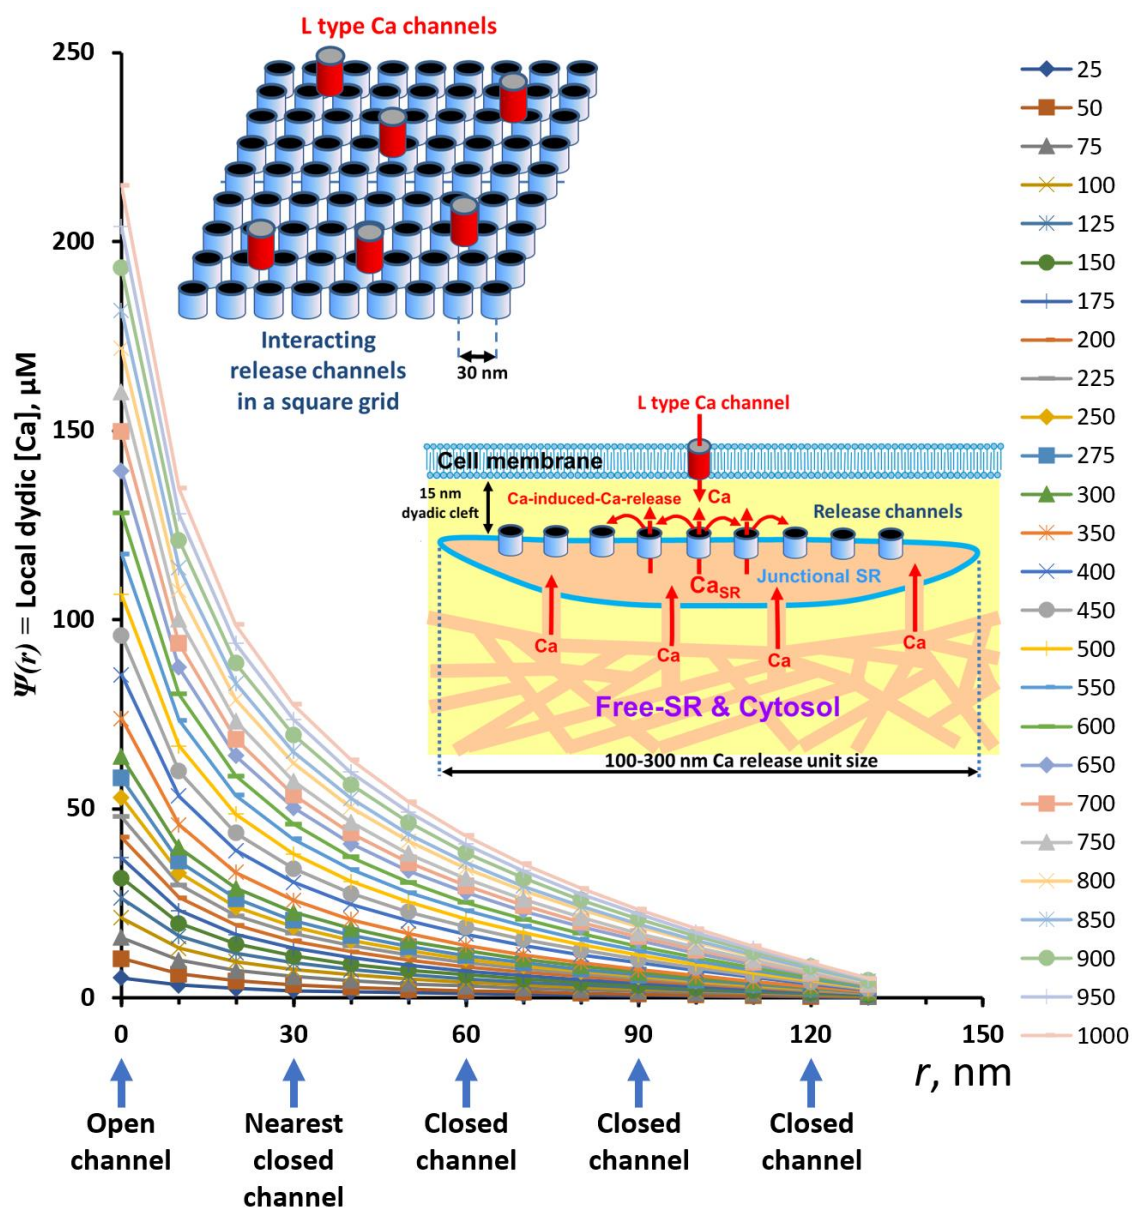 L type Ca channels
250
200
150
100
50
0
Ψ(r) = Local dydic [Ca], µM
Interacting
release channels
in a square grid
30 nm
L type Ca channel
Cell membrane
15 nm
dyadic cleft
Ca-induced-Ca-release
Ca
Release channels
Junctional SR
CaSR
Ca
Ca
Ca
Ca
Free-SR & Cytosol
100-300 nm Ca release unit size
0
30
60
90
120
150
r, nm
Open
channel
Nearest
closed
channel
Closed
channel
Closed
channel
Closed
channel
25
50
75
100
125
150
175
200
225
250
275
300
350
400
450
500
550
600
650
700
750
800
850
900
950
1000